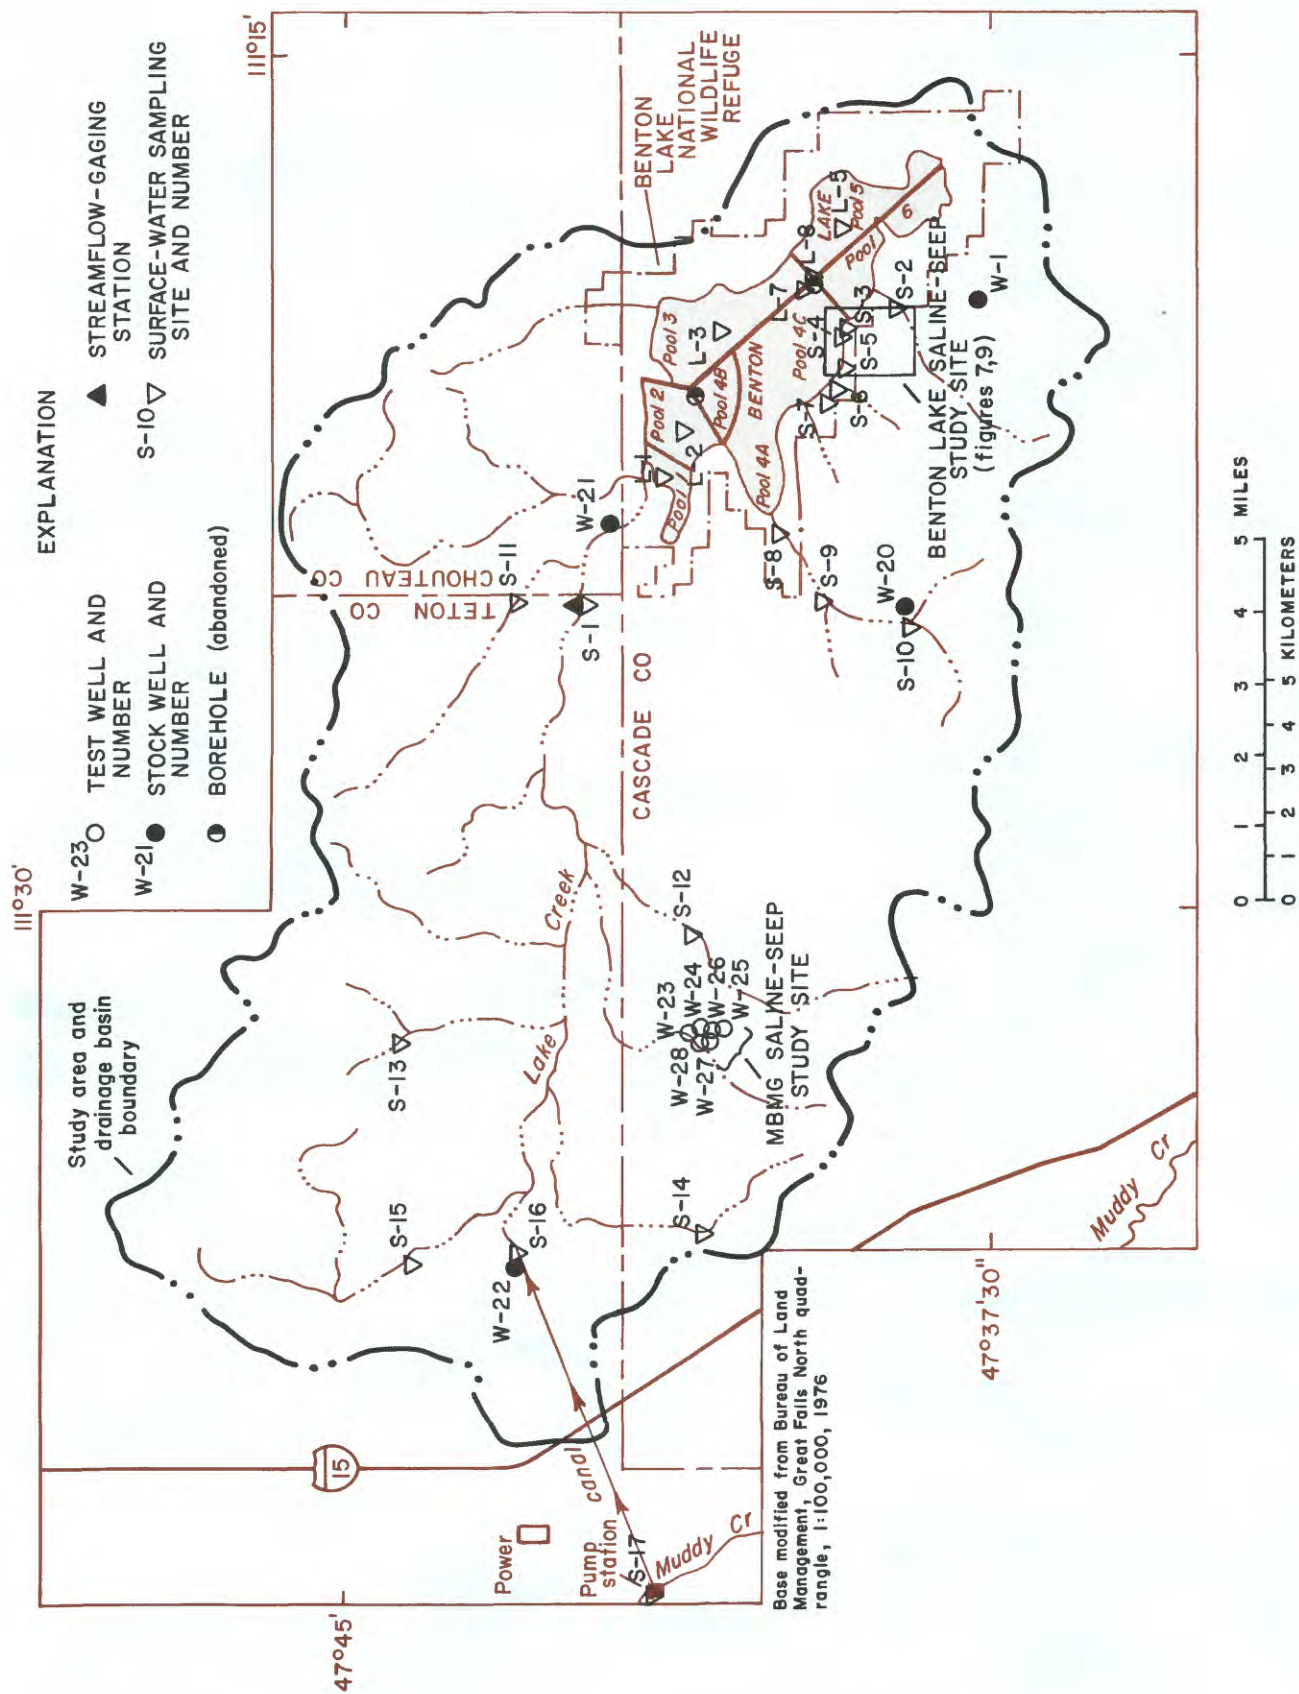 EXPLANATION
W-23 TEST WELL AND
NUMBER
W-21 STOCK WELL AND
NUMBER
BOREHOLE (abandoned)
STREAMFLOW-GAGING
STATION
S-10 SURFACE-WATER SAMPLING
SITE AND NUMBER
111°30'
111°15'
47°45'
47°37'30"
Study area and
drainage basin
boundary
BENTON
LAKE
NATIONAL
WILDLIFE
REFUGE
TETON CO
CHOUTEAU CO
CASCADE CO
15
Power
Pump
station
S-17
Muddy Cr
canal
W-22
S-16
S-15
S-14
S-13
Lake Creek
S-12
W-23
W-24
W-26
W-25
W-28
W-27
MBMG SALINE-SEEP
STUDY SITE
S-11
S-1
W-21
L-1
Pool 1
L-2
Pool 2
Pool 3
L-3
Pool 4B
Pool 4A
Pool 4C
BENTON
LAKE
L-7
L-8
L-5
Pool 5
Pool
6
S-2
S-3
S-4
S-5
S-6
S-7
S-8
S-9
S-10
W-20
W-1
BENTON LAKE SALINE-SEEP
STUDY SITE
(figures 7,9)
Muddy Cr
0 1 2 3 4 5 MILES
0 1 2 3 4 5 KILOMETERS
Base modified from Bureau of Land
Management, Great Falls North quad-
rangle, 1:100,000, 1976